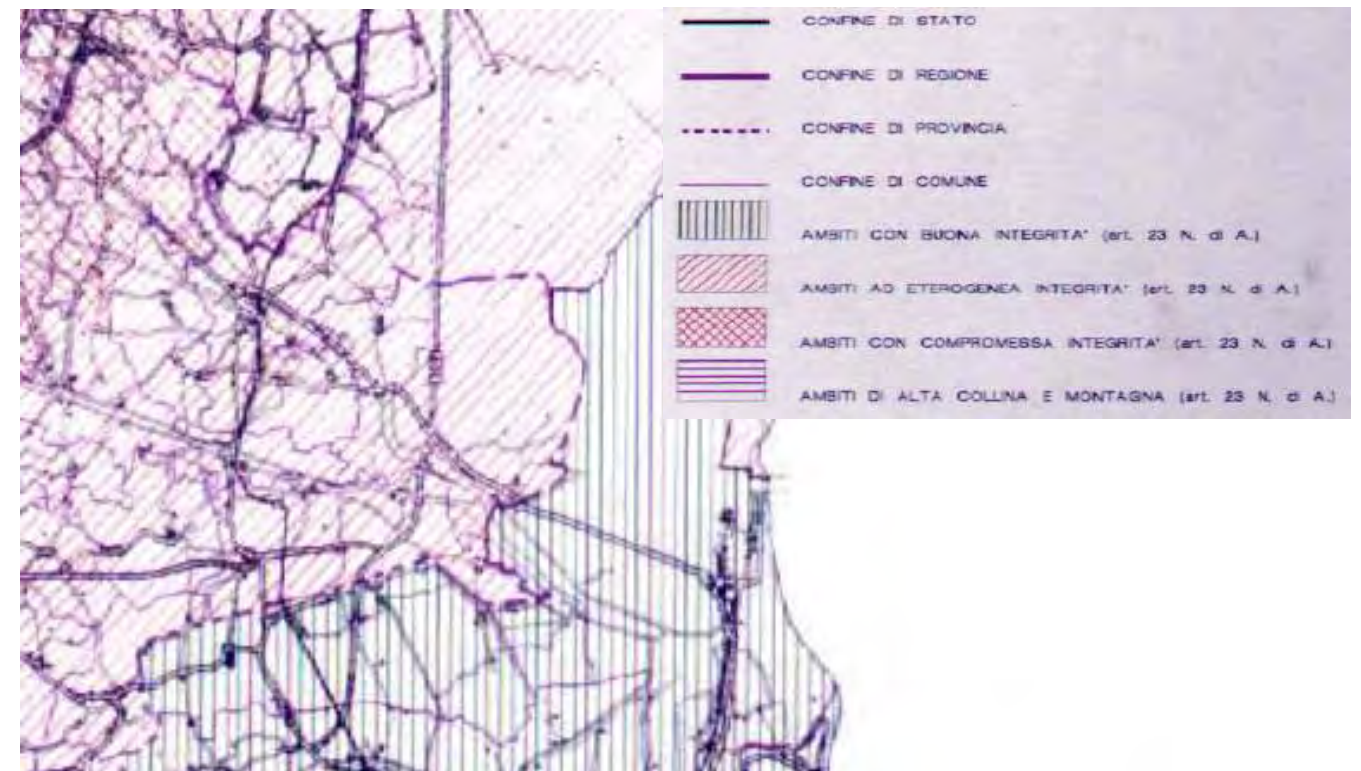 CONFINE DI STATO
CONFINE DI REGIONE
CONFINE DI PROVINCIA
CONFINE DI COMUNE
AMBITI CON BUONA INTEGRITA' (art. 23 N. di A.)
AMBITI AD ETEROGENEA INTEGRITA' (art. 23 N. di A.)
AMBITI CON COMPROMESSA INTEGRITA' (art. 23 N. di A.)
AMBITI DI ALTA COLLINA E MONTAGNA (art. 23 N. di A.)